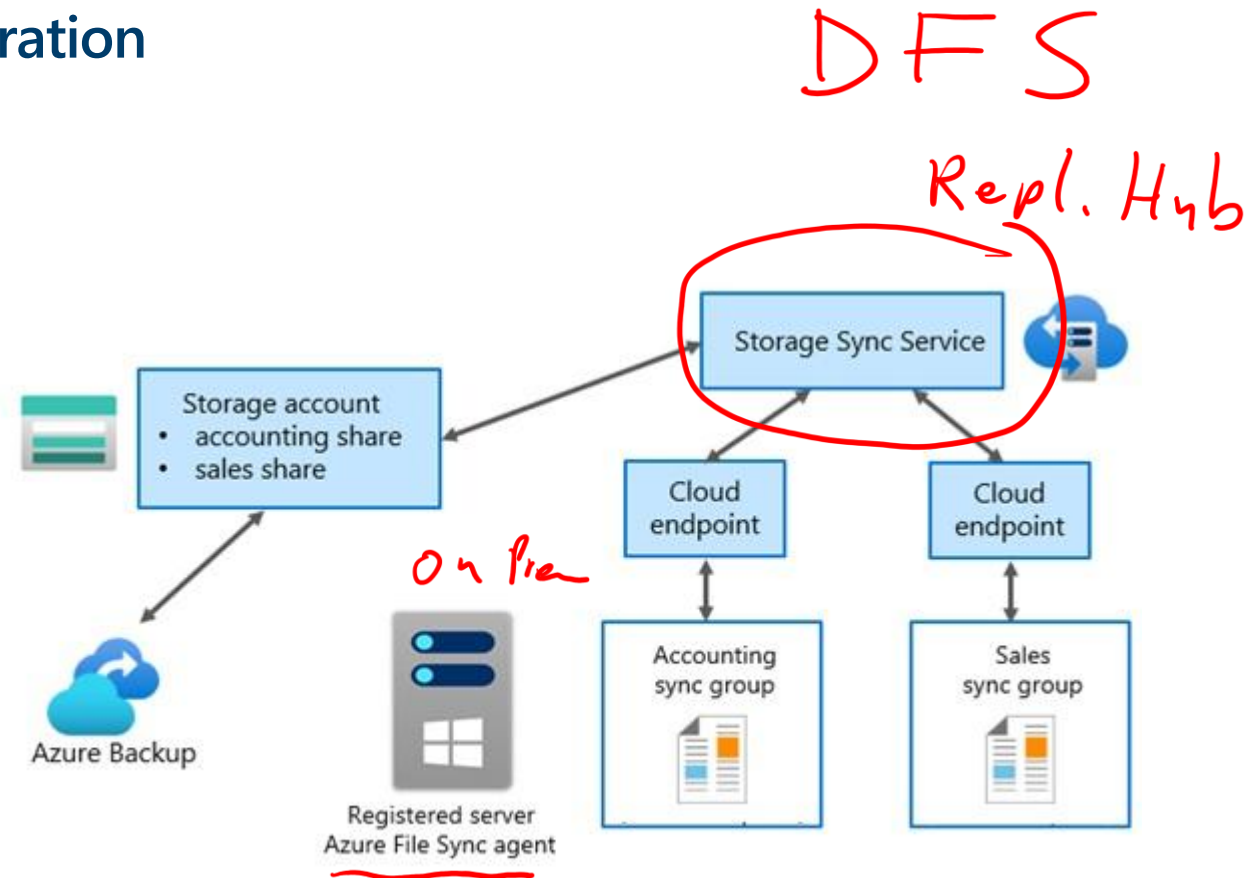 ration
DFS
Repl. Hub
Storage Sync Service
Storage account
• accounting share
• sales share
Cloud
endpoint
Cloud
endpoint
On Prem
Accounting
sync group
Sales
sync group
Azure Backup
Registered server
Azure File Sync agent